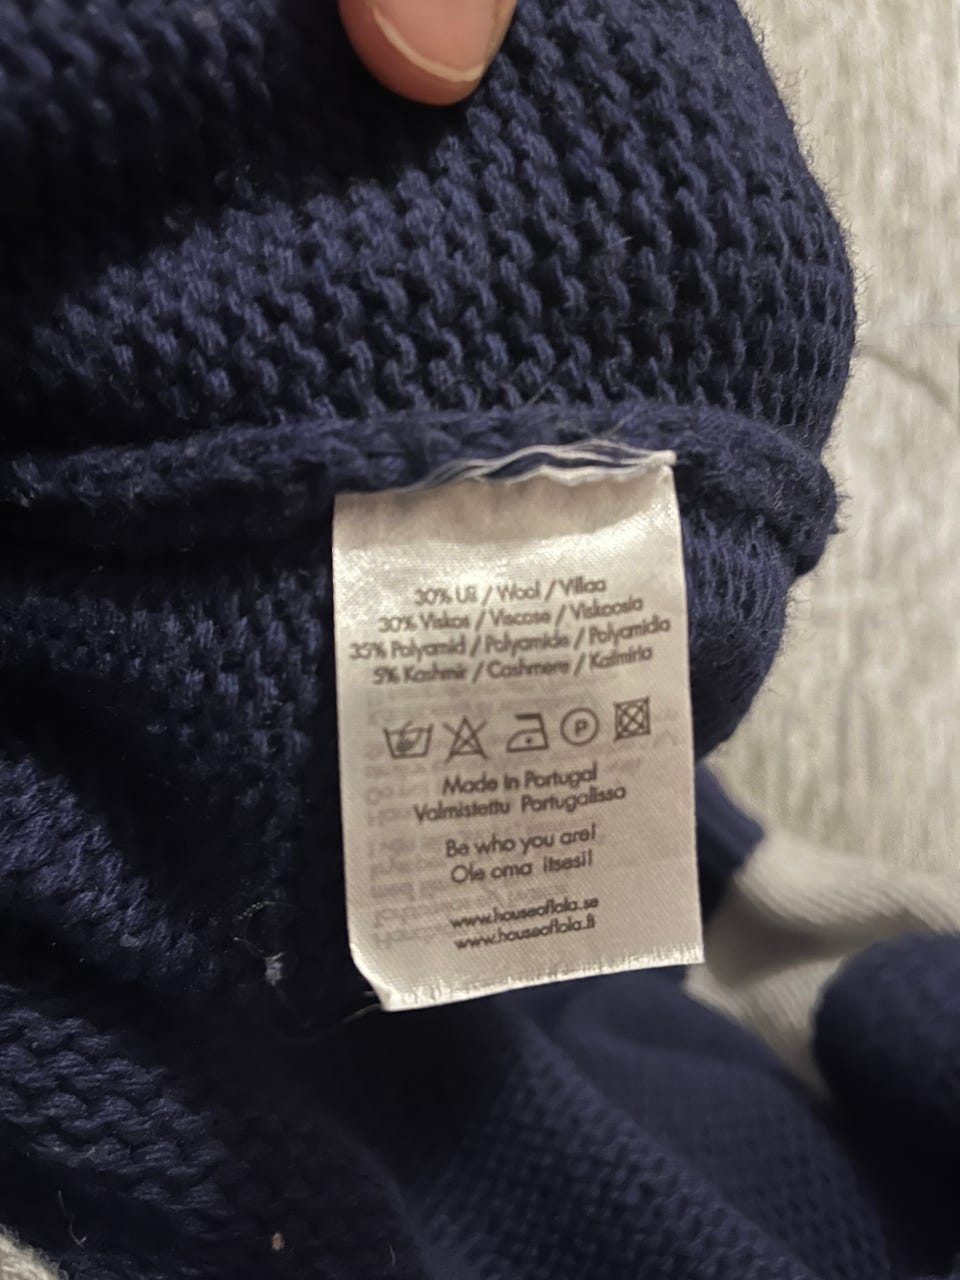 30% Ull / Wool / Villaa
30% Viskos / Viscose / Viskoosia
35% Polyamid / Polyamide / Polyamidia
5% Kashmir / Cashmere / Kašmiria
P
Made in Portugal
Valmistettu Portugalissa
Be who you are!
Ole oma itsesi!
www.houseoflola.se
www.houseoflola.fi